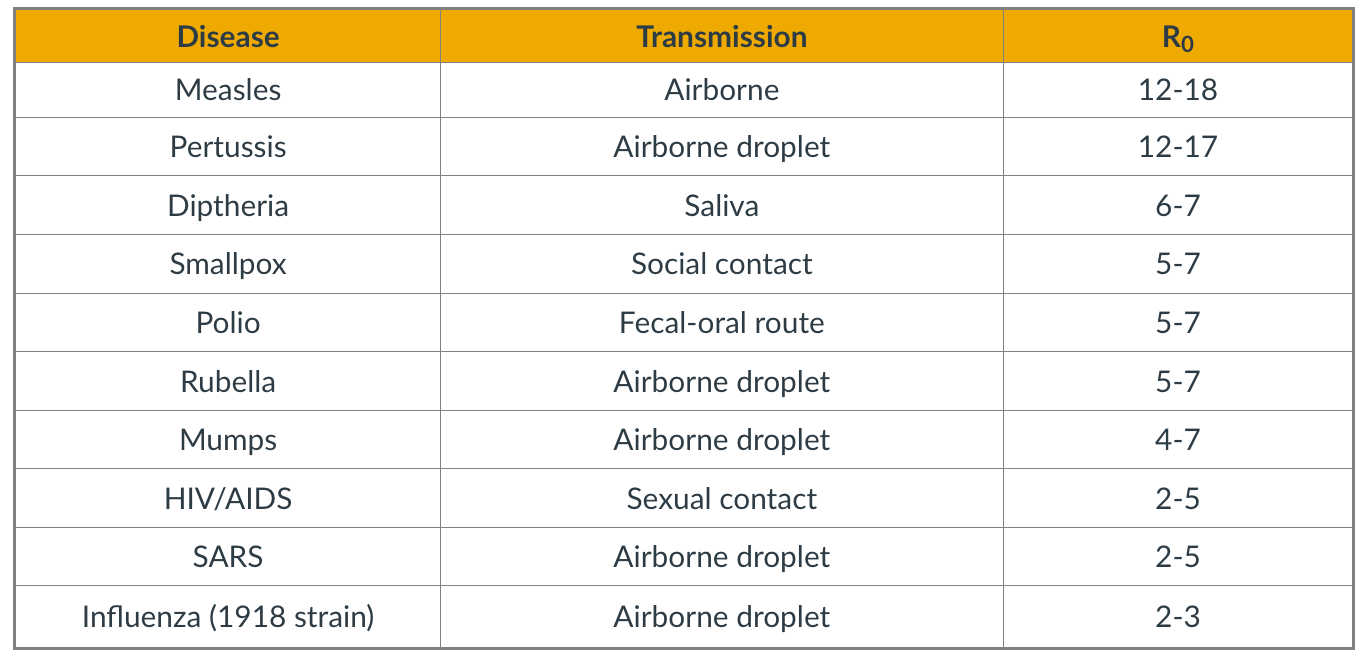 Disease Transmission R0
Measles Airborne 12-18
Pertussis Airborne droplet 12-17
Diptheria Saliva 6-7
Smallpox Social contact 5-7
Polio Fecal-oral route 5-7
Rubella Airborne droplet 5-7
Mumps Airborne droplet 4-7
HIV/AIDS Sexual contact 2-5
SARS Airborne droplet 2-5
Influenza (1918 strain) Airborne droplet 2-3